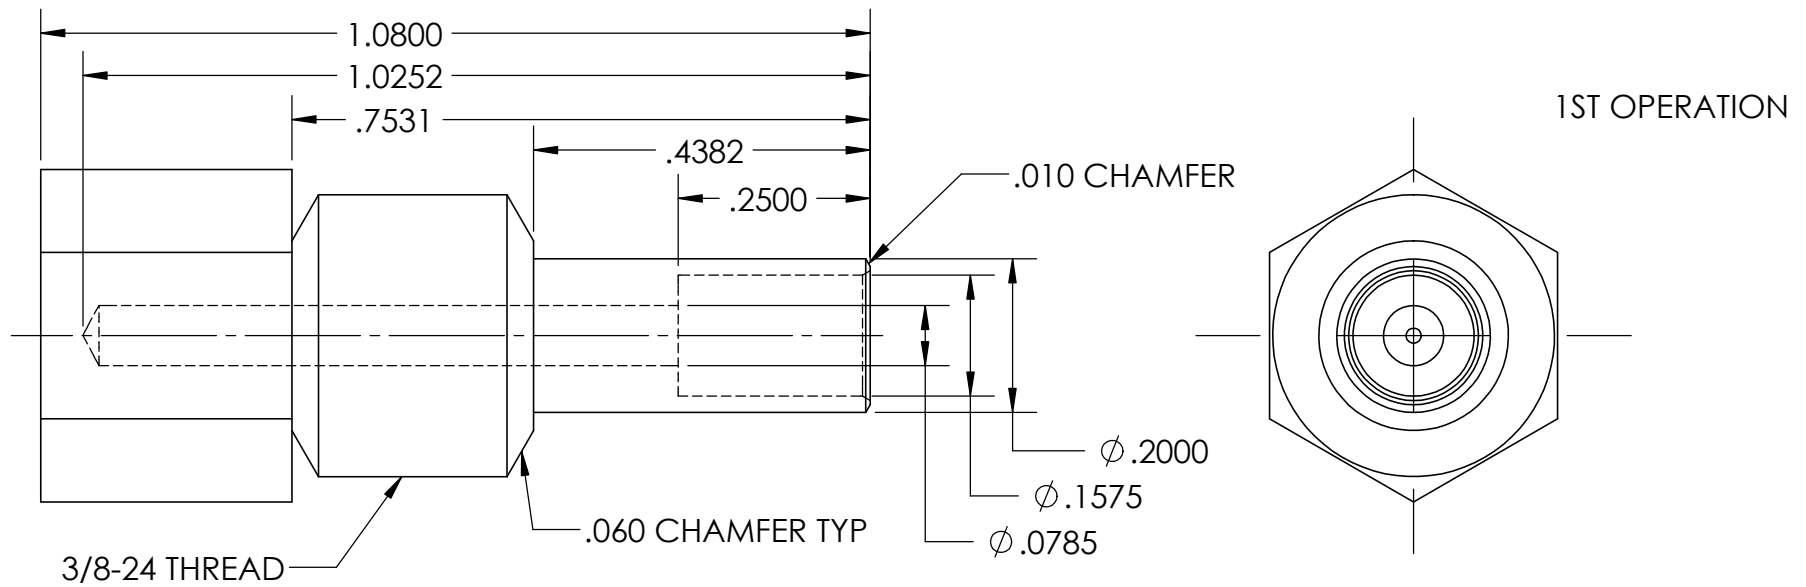 1.0800
1.0252
.7531
1ST OPERATION
.4382
.010 CHAMFER
.2500
⌀.2000
⌀.1575
.060 CHAMFER TYP
⌀.0785
3/8-24 THREAD